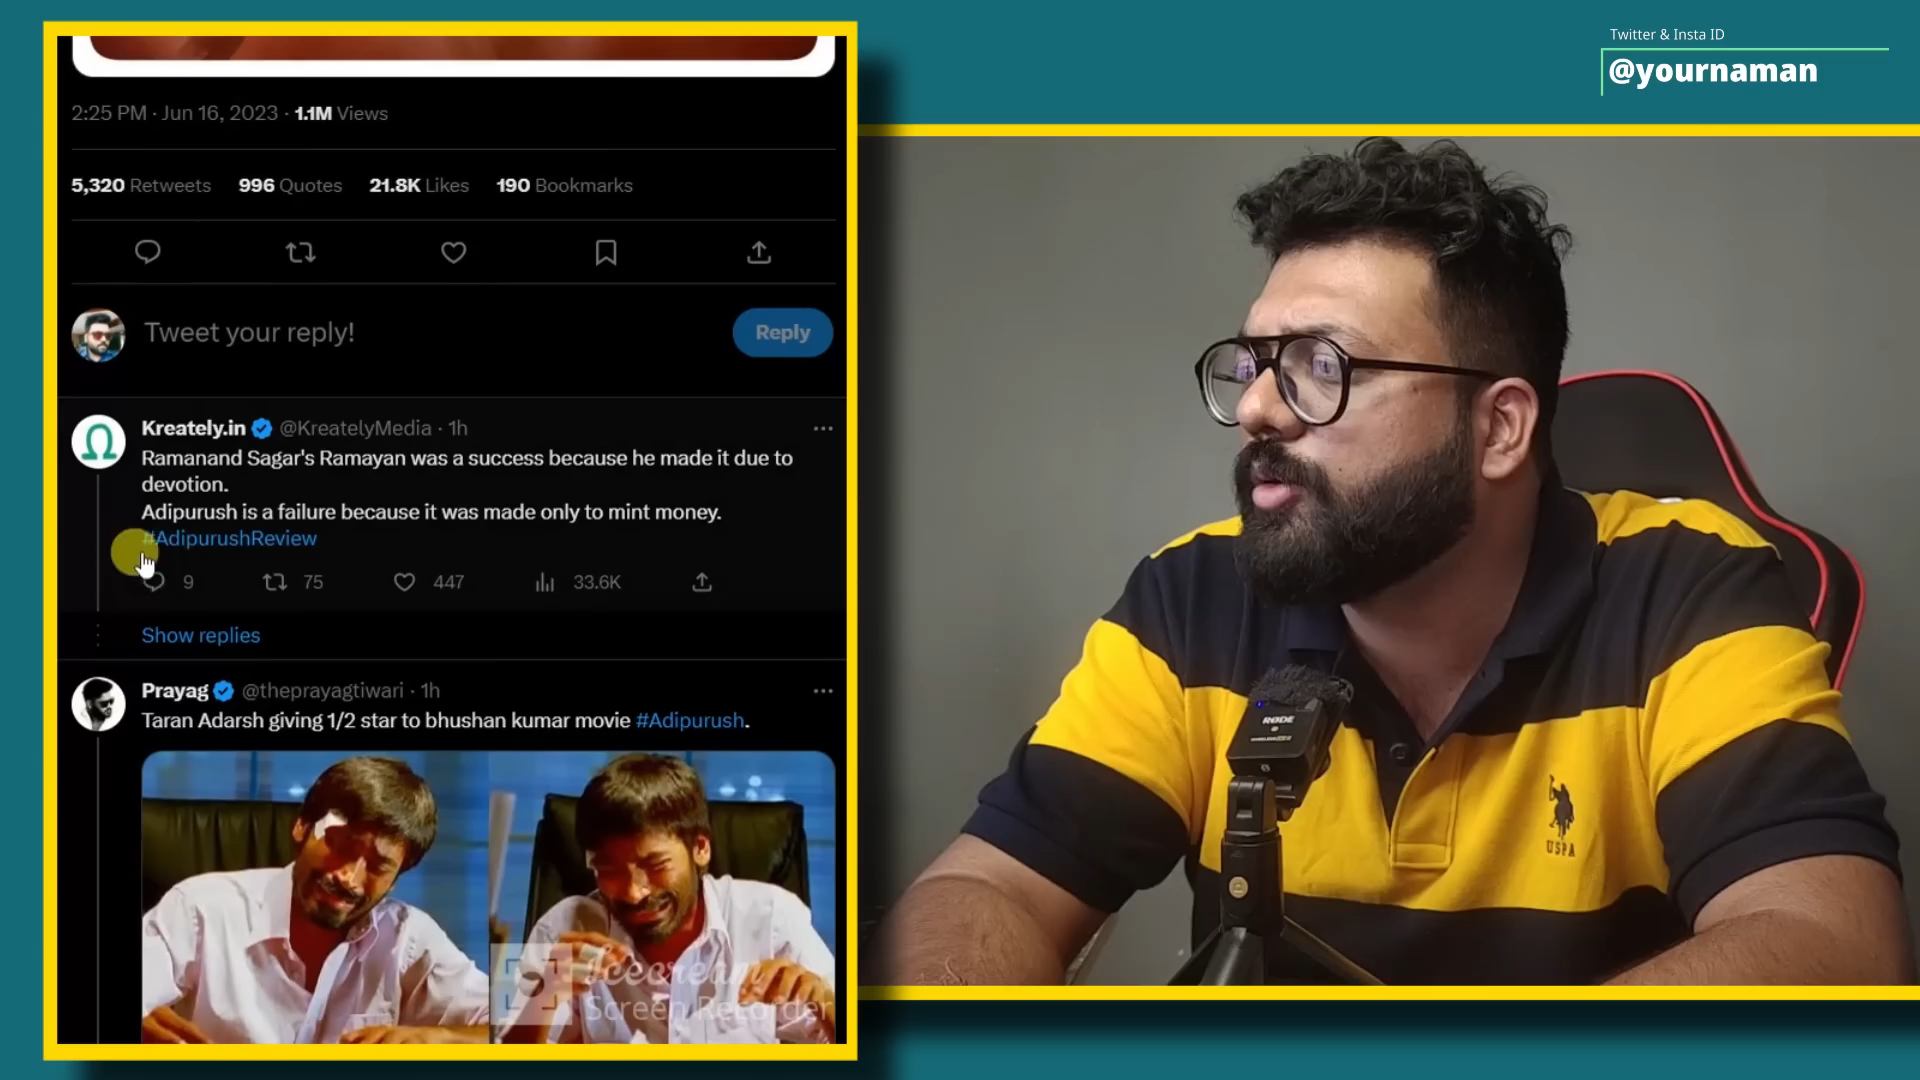 Twitter & Insta ID
@yournaman
2:25 PM · Jun 16, 2023 · 1.1M Views
5,320 Retweets 996 Quotes 21.8K Likes 190 Bookmarks
Tweet your reply!
Reply
Kreately.in @KreatelyMedia · 1h
Ramanand Sagar's Ramayan was a success because he made it due to
devotion.
Adipurush is a failure because it was made only to mint money.
#AdipurushReview
9 75 447 33.6K
Show replies
Prayag @theprayagtiwari · 1h
Taran Adarsh giving 1/2 star to bhushan kumar movie #Adipurush.
Icecream
Screen Recorder
RØDE
USPA